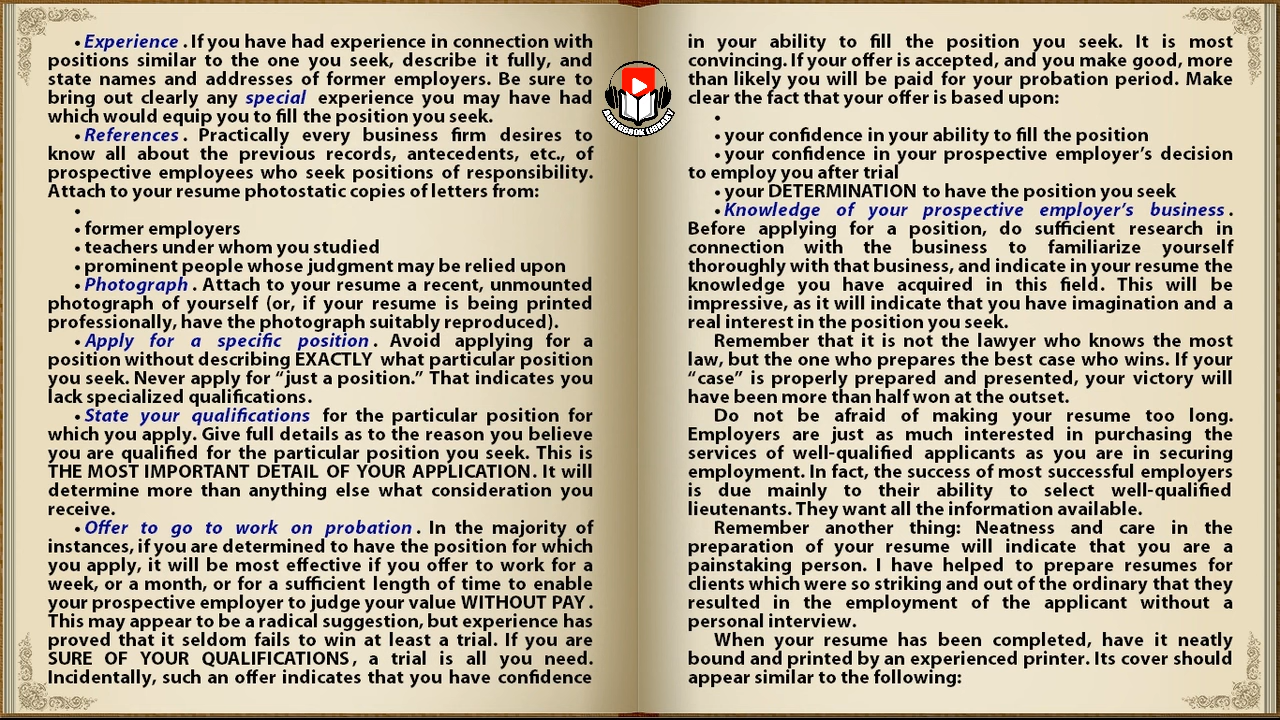 • Experience . If you have had experience in connection with
positions similar to the one you seek, describe it fully, and
state names and addresses of former employers. Be sure to
bring out clearly any special experience you may have had
which would equip you to fill the position you seek.
• References . Practically every business firm desires to
know all about the previous records, antecedents, etc., of
prospective employees who seek positions of responsibility.
Attach to your resume photostatic copies of letters from:
•
• former employers
• teachers under whom you studied
• prominent people whose judgment may be relied upon
• Photograph . Attach to your resume a recent, unmounted
photograph of yourself (or, if your resume is being printed
professionally, have the photograph suitably reproduced).
• Apply for a specific position . Avoid applying for a
position without describing EXACTLY what particular position
you seek. Never apply for “just a position.” That indicates you
lack specialized qualifications.
• State your qualifications for the particular position for
which you apply. Give full details as to the reason you believe
you are qualified for the particular position you seek. This is
THE MOST IMPORTANT DETAIL OF YOUR APPLICATION. It will
determine more than anything else what consideration you
receive.
• Offer to go to work on probation . In the majority of
instances, if you are determined to have the position for which
you apply, it will be most effective if you offer to work for a
week, or a month, or for a sufficient length of time to enable
your prospective employer to judge your value WITHOUT PAY .
This may appear to be a radical suggestion, but experience has
proved that it seldom fails to win at least a trial. If you are
SURE OF YOUR QUALIFICATIONS, a trial is all you need.
Incidentally, such an offer indicates that you have confidence
AUDIOBOOK LIBRARY
in your ability to fill the position you seek. It is most
convincing. If your offer is accepted, and you make good, more
than likely you will be paid for your probation period. Make
clear the fact that your offer is based upon:
•
• your confidence in your ability to fill the position
• your confidence in your prospective employer’s decision
to employ you after trial
• your DETERMINATION to have the position you seek
• Knowledge of your prospective employer’s business .
Before applying for a position, do sufficient research in
connection with the business to familiarize yourself
thoroughly with that business, and indicate in your resume the
knowledge you have acquired in this field. This will be
impressive, as it will indicate that you have imagination and a
real interest in the position you seek.
Remember that it is not the lawyer who knows the most
law, but the one who prepares the best case who wins. If your
“case” is properly prepared and presented, your victory will
have been more than half won at the outset.
Do not be afraid of making your resume too long.
Employers are just as much interested in purchasing the
services of well-qualified applicants as you are in securing
employment. In fact, the success of most successful employers
is due mainly to their ability to select well-qualified
lieutenants. They want all the information available.
Remember another thing: Neatness and care in the
preparation of your resume will indicate that you are a
painstaking person. I have helped to prepare resumes for
clients which were so striking and out of the ordinary that they
resulted in the employment of the applicant without a
personal interview.
When your resume has been completed, have it neatly
bound and printed by an experienced printer. Its cover should
appear similar to the following: